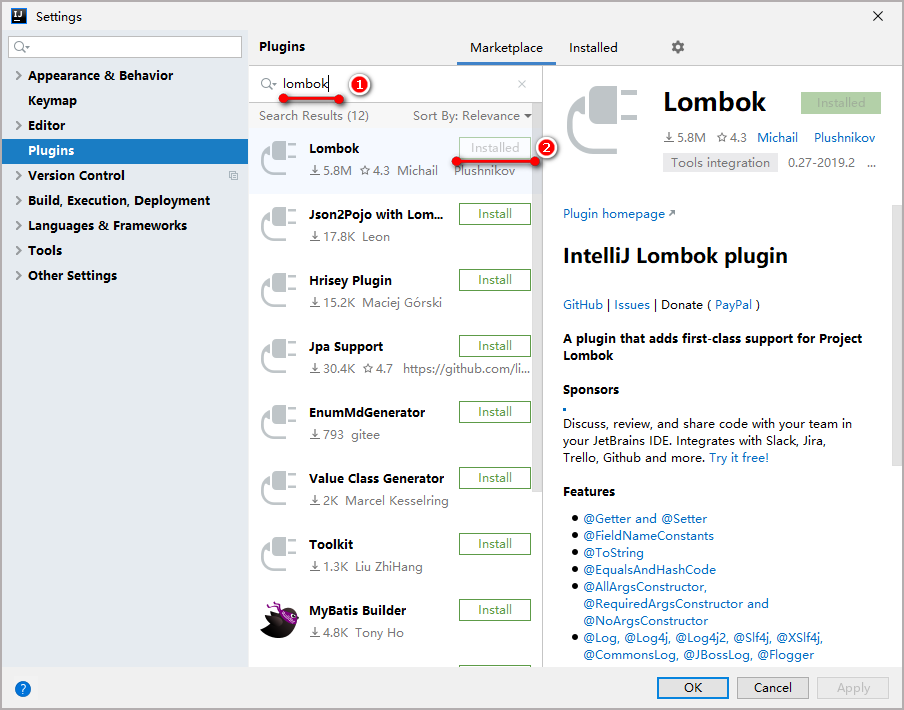 Settings
Appearance & Behavior
Keymap
Editor
Plugins
Version Control
Build, Execution, Deployment
Languages & Frameworks
Tools
Other Settings
Plugins
Marketplace
Installed
lombok
1
Search Results (12)
Sort By: Relevance
Lombok
Installed
2
5.8M 4.3 Michail Plushnikov
Json2Pojo with Lom...
Install
17.8K Leon
Hrisey Plugin
Install
15.2K Maciej Górski
Jpa Support
Install
30.4K 4.7 https://github.com/li...
EnumMdGenerator
Install
793 gitee
Value Class Generator
Install
2K Marcel Kesselring
Toolkit
Install
1.3K Liu ZhiHang
MyBatis Builder
Install
4.8K Tony Ho
Lombok
Installed
5.8M 4.3 Michail Plushnikov
Tools integration 0.27-2019.2 ...
Plugin homepage
IntelliJ Lombok plugin
GitHub | Issues | Donate ( PayPal )
A plugin that adds first-class support for Project
Lombok
Sponsors
Discuss, review, and share code with your team in
your JetBrains IDE. Integrates with Slack, Jira,
Trello, Github and more. Try it free!
Features
@Getter and @Setter
@FieldNameConstants
@ToString
@EqualsAndHashCode
@AllArgsConstructor,
@RequiredArgsConstructor and
@NoArgsConstructor
@Log, @Log4j, @Log4j2, @Slf4j, @XSlf4j,
@CommonsLog, @JBossLog, @Flogger
?
OK
Cancel
Apply